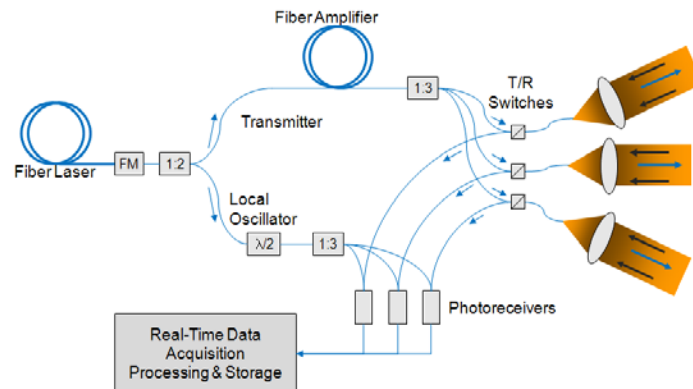 Fiber Amplifier
1:3
T/R
Switches
Transmitter
Fiber Laser
FM
1:2
Local
Oscillator
λ/2
1:3
Photoreceivers
Real-Time Data
Acquisition
Processing & Storage